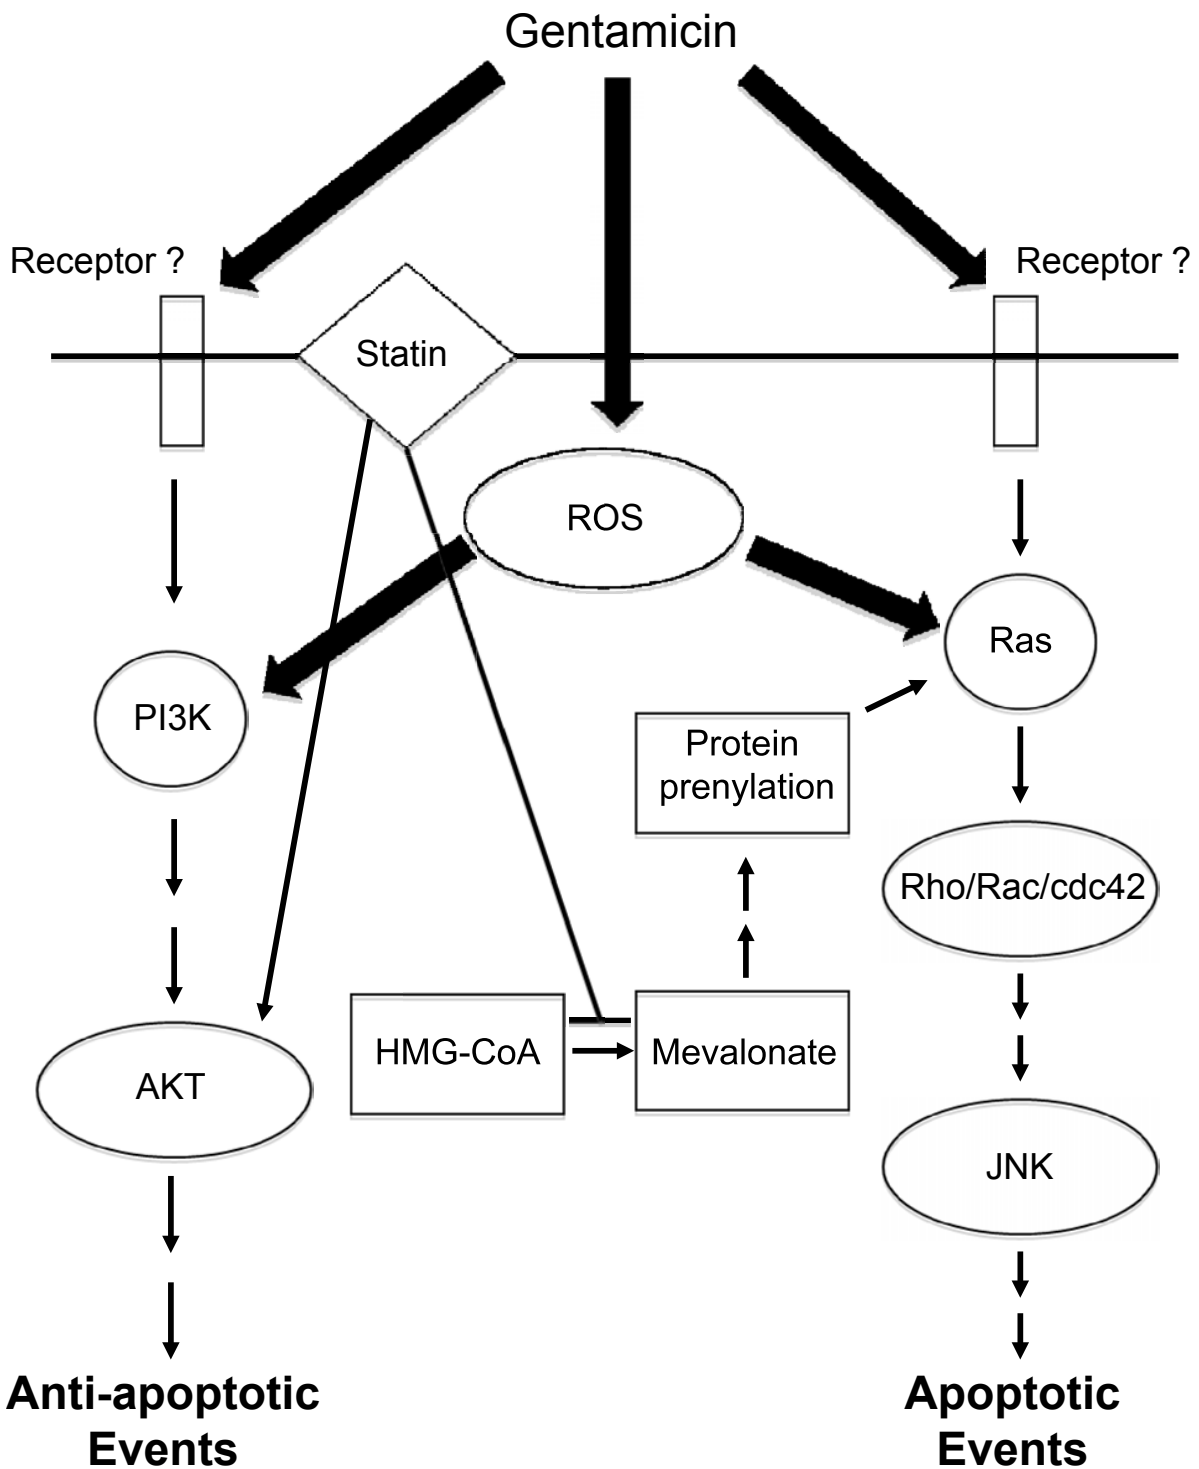 Gentamicin
Receptor ?
Receptor ?
Statin
ROS
Ras
PI3K
Protein
prenylation
Rho/Rac/cdc42
HMG-CoA
Mevalonate
AKT
JNK
Anti-apoptotic
Events
Apoptotic
Events